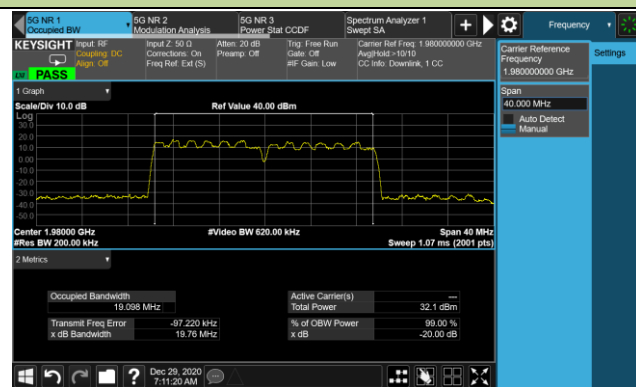 5G NR 1
Occupied BW
5G NR 2
Modulation Analysis
5G NR 3
Power Stat CCDF
Spectrum Analyzer 1
Swept SA
Frequency
KEYSIGHT
Input: RF
Coupling: DC
Align: Off
Input Z: 50 Ω
Corrections: On
Freq Ref: Ext (S)
Atten: 20 dB
Preamp: Off
Trig: Free Run
Gate: Off
#IF Gain: Low
Carrier Ref Freq: 1.980000000 GHz
Avg|Hold:>10/10
CC Info: Downlink, 1 CC
PASS
Carrier Reference
Frequency
1.980000000 GHz
Settings
Span
40.000 MHz
Auto Detect
Manual
1 Graph
Scale/Div 10.0 dB
Ref Value 40.00 dBm
Log
30.0
20.0
10.0
0.00
-10.0
-20.0
-30.0
-40.0
-50.0
Center 1.98000 GHz
#Video BW 620.00 kHz
Span 40 MHz
#Res BW 200.00 kHz
Sweep 1.07 ms (2001 pts)
2 Metrics
Occupied Bandwidth
19.098 MHz
Active Carrier(s)
---
Total Power
32.1 dBm
Transmit Freq Error
-97.220 kHz
% of OBW Power
99.00 %
x dB Bandwidth
19.76 MHz
x dB
-20.00 dB
?
Dec 29, 2020
7:11:20 AM